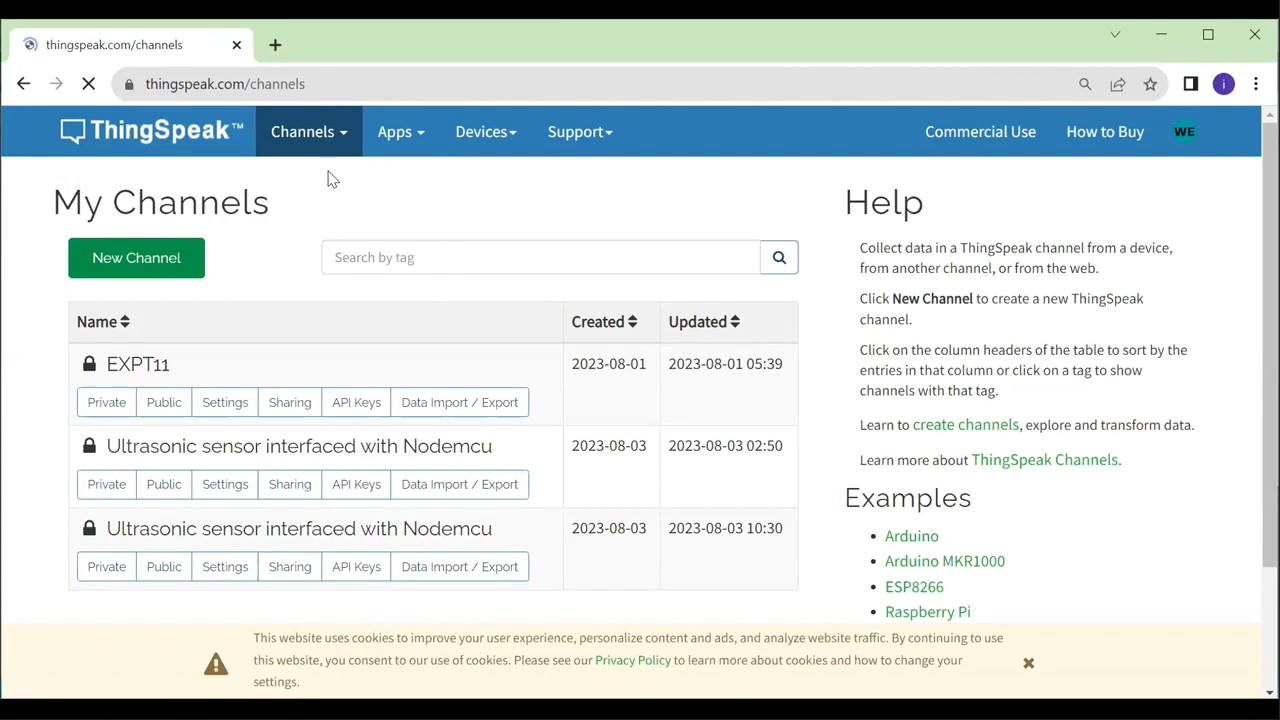 thingspeak.com/channels
thingspeak.com/channels
i
ThingSpeak™
Channels
Apps
Devices
Support
Commercial Use
How to Buy
WE
My Channels
New Channel
Search by tag
Name
Created
Updated
EXPT11
2023-08-01
2023-08-01 05:39
Private
Public
Settings
Sharing
API Keys
Data Import / Export
Ultrasonic sensor interfaced with Nodemcu
2023-08-03
2023-08-03 02:50
Private
Public
Settings
Sharing
API Keys
Data Import / Export
Ultrasonic sensor interfaced with Nodemcu
2023-08-03
2023-08-03 10:30
Private
Public
Settings
Sharing
API Keys
Data Import / Export
Help
Collect data in a ThingSpeak channel from a device,
from another channel, or from the web.
Click New Channel to create a new ThingSpeak
channel.
Click on the column headers of the table to sort by the
entries in that column or click on a tag to show
channels with that tag.
Learn to create channels, explore and transform data.
Learn more about ThingSpeak Channels.
Examples
Arduino
Arduino MKR1000
ESP8266
Raspberry Pi
This website uses cookies to improve your user experience, personalize content and ads, and analyze website traffic. By continuing to
use this website, you consent to our use of cookies. Please see our Privacy Policy to learn more about cookies and how to change your
settings.